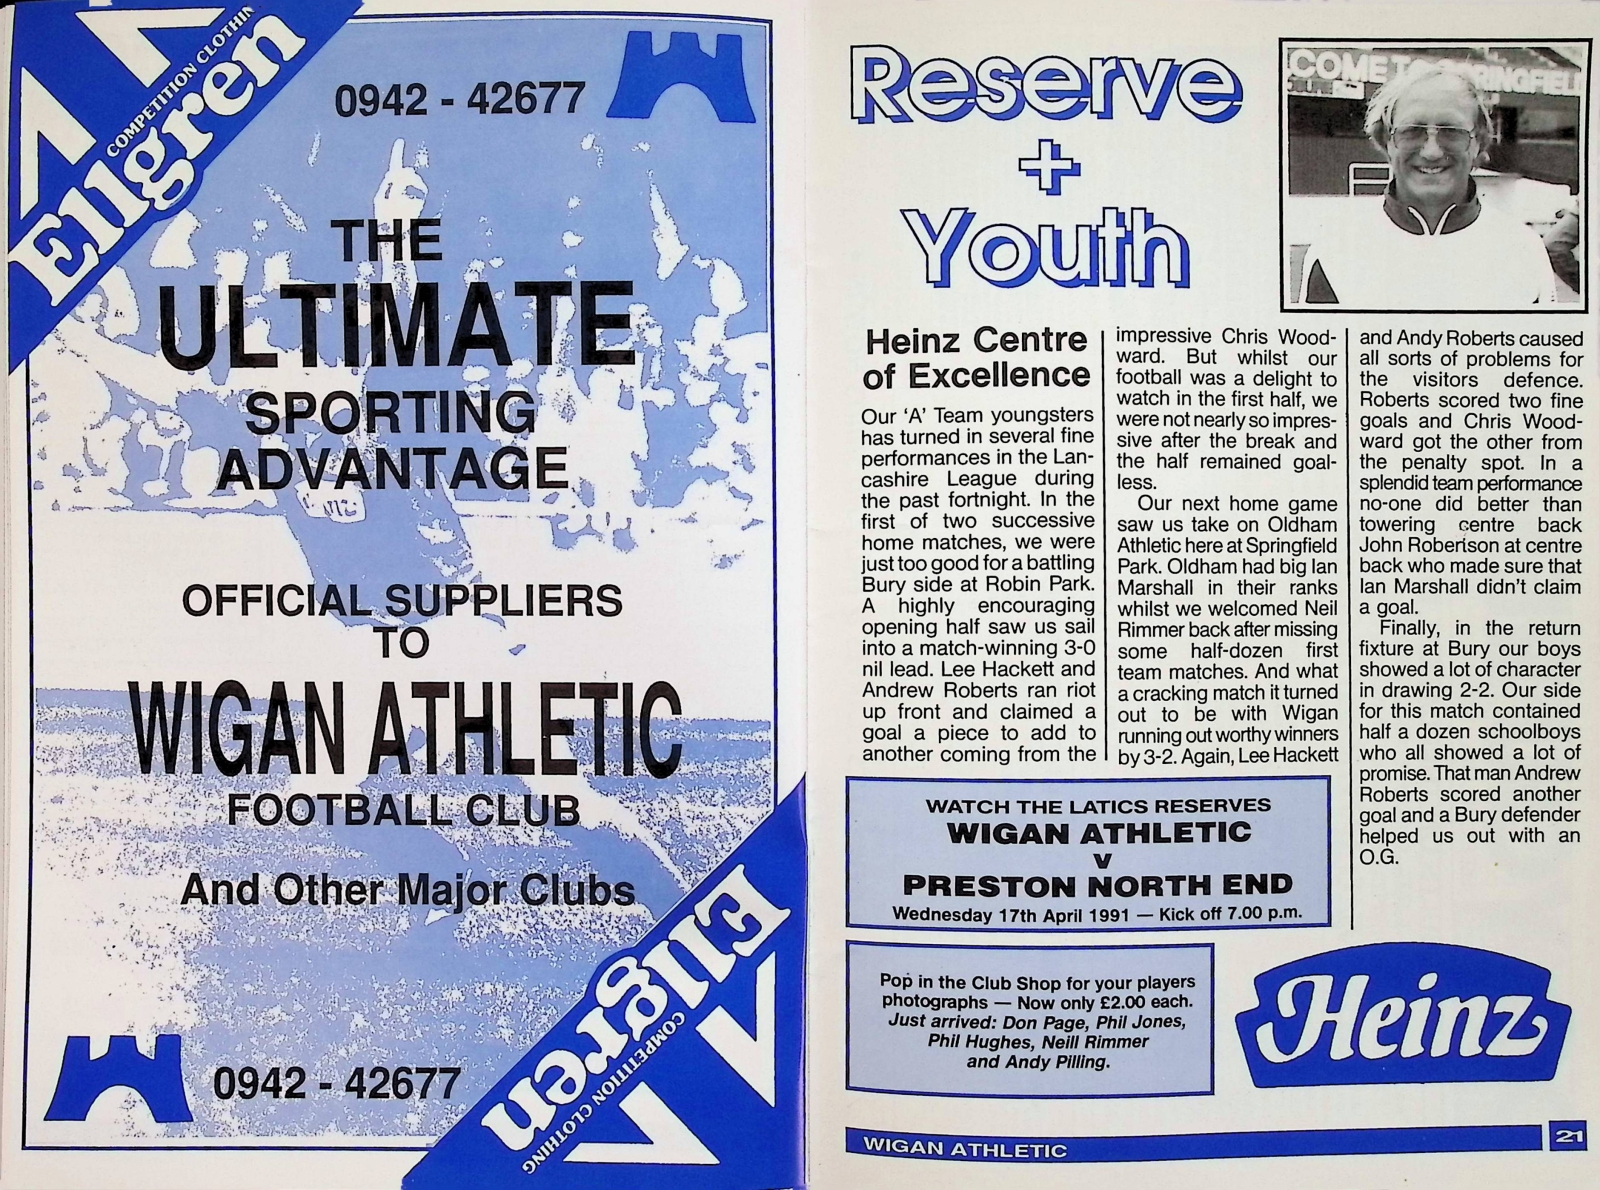 Ellgren
COMPETITION CLOTHING
0942 - 42677
THE
ULTIMATE
SPORTING
ADVANTAGE
OFFICIAL SUPPLIERS
TO
WIGAN ATHLETIC
FOOTBALL CLUB
And Other Major Clubs
0942 - 42677
Ellgren
COMPETITION CLOTHING
Reserve
+
Youth
COME TO SPRINGFIEL
Heinz Centre
of Excellence
Our ‘A’ Team youngsters
has turned in several fine
performances in the Lan-
cashire League during
the past fortnight. In the
first of two successive
home matches, we were
just too good for a battling
Bury side at Robin Park.
A highly encouraging
opening half saw us sail
into a match-winning 3-0
nil lead. Lee Hackett and
Andrew Roberts ran riot
up front and claimed a
goal a piece to add to
another coming from the
impressive Chris Wood-
ward. But whilst our
football was a delight to
watch in the first half, we
were not nearly so impres-
sive after the break and
the half remained goal-
less.
Our next home game
saw us take on Oldham
Athletic here at Springfield
Park. Oldham had big Ian
Marshall in their ranks
whilst we welcomed Neil
Rimmer back after missing
some half-dozen first
team matches. And what
a cracking match it turned
out to be with Wigan
running out worthy winners
by 3-2. Again, Lee Hackett
and Andy Roberts caused
all sorts of problems for
the visitors defence.
Roberts scored two fine
goals and Chris Wood-
ward got the other from
the penalty spot. In a
splendid team performance
no-one did better than
towering centre back
John Robertson at centre
back who made sure that
Ian Marshall didn't claim
a goal.
Finally, in the return
fixture at Bury our boys
showed a lot of character
in drawing 2-2. Our side
for this match contained
half a dozen schoolboys
who all showed a lot of
promise. That man Andrew
Roberts scored another
goal and a Bury defender
helped us out with an
O.G.
WATCH THE LATICS RESERVES
WIGAN ATHLETIC
v
PRESTON NORTH END
Wednesday 17th April 1991 — Kick off 7.00 p.m.
Pop in the Club Shop for your players
photographs — Now only £2.00 each.
Just arrived: Don Page, Phil Jones,
Phil Hughes, Neill Rimmer
and Andy Pilling.
Heinz
WIGAN ATHLETIC
21